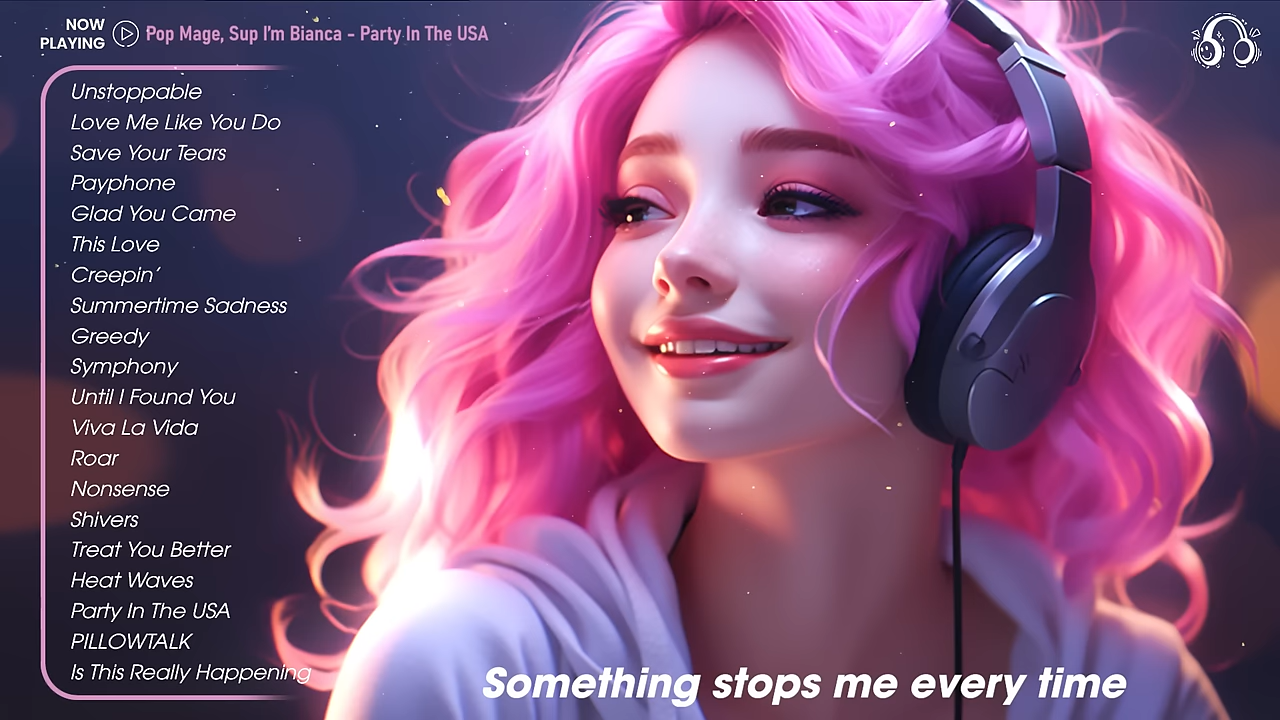 NOW
PLAYING
Pop Mage, Sup I'm Bianca - Party In The USA
Unstoppable
Love Me Like You Do
Save Your Tears
Payphone
Glad You Came
This Love
Creepin'
Summertime Sadness
Greedy
Symphony
Until I Found You
Viva La Vida
Roar
Nonsense
Shivers
Treat You Better
Heat Waves
Party In The USA
PILLOWTALK
Is This Really Happening
Something stops me every time